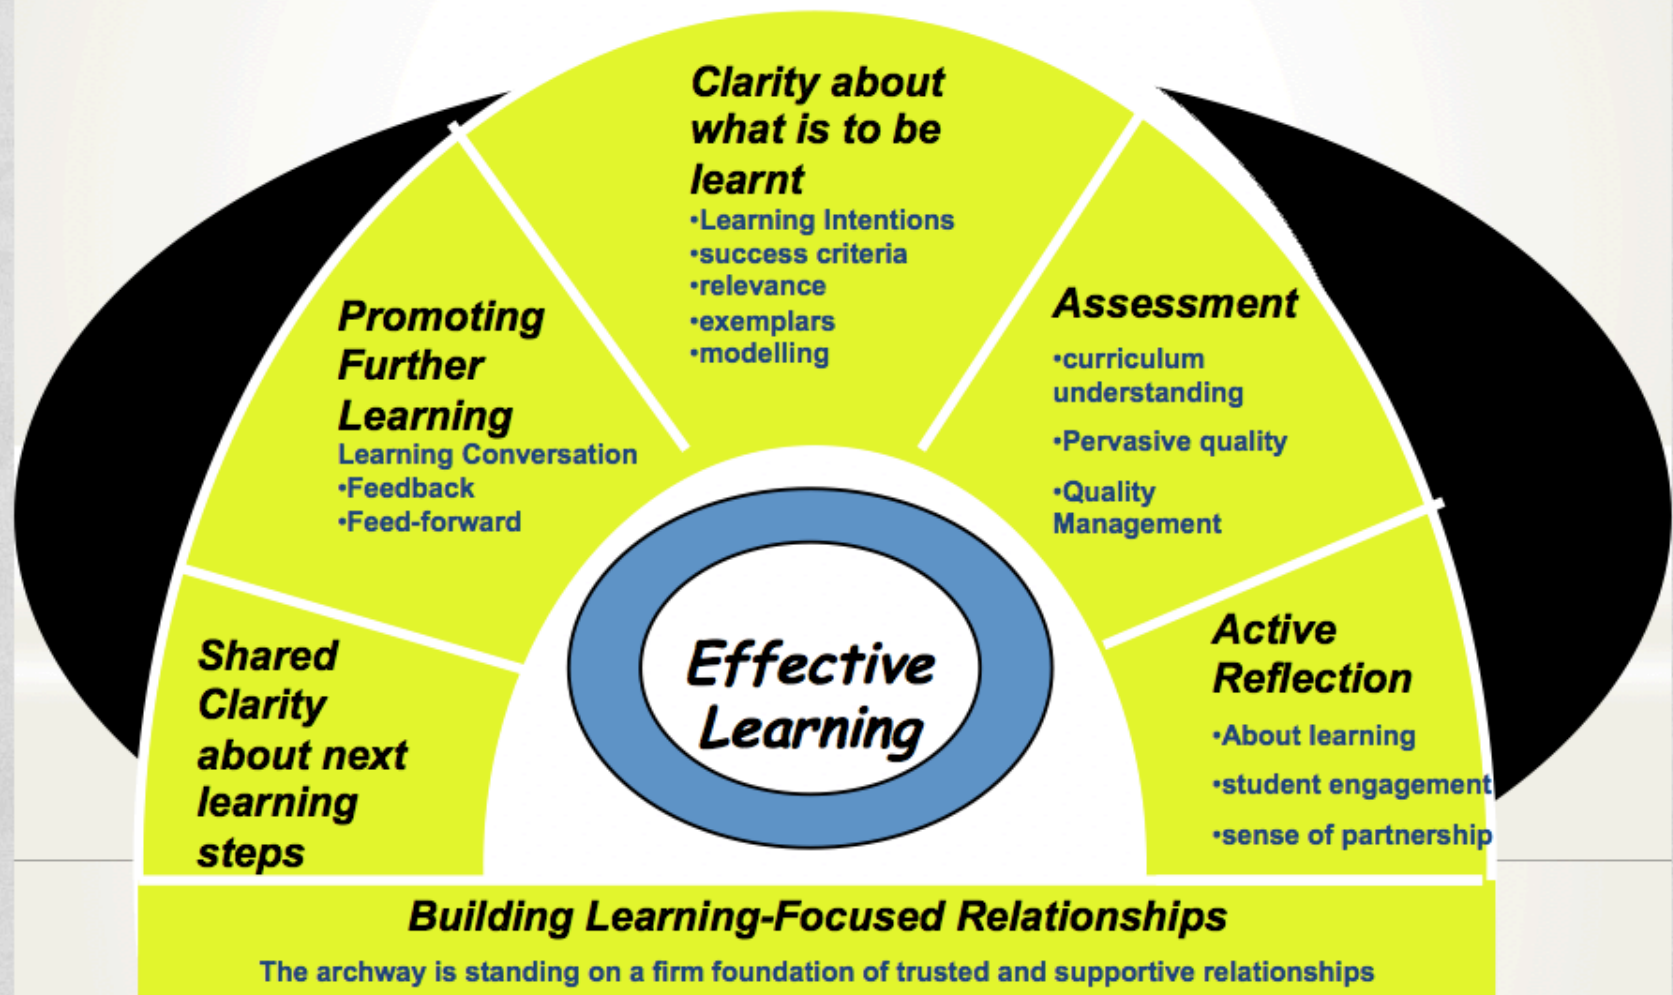 Clarity about
what is to be
learnt
•Learning Intentions
•success criteria
•relevance
•exemplars
•modelling
Promoting
Further
Learning
Learning Conversation
•Feedback
•Feed-forward
Assessment
•curriculum
understanding
•Pervasive quality
•Quality
Management
Shared
Clarity
about next
learning
steps
Effective
Learning
Active
Reflection
•About learning
•student engagement
•sense of partnership
Building Learning-Focused Relationships
The archway is standing on a firm foundation of trusted and supportive relationships